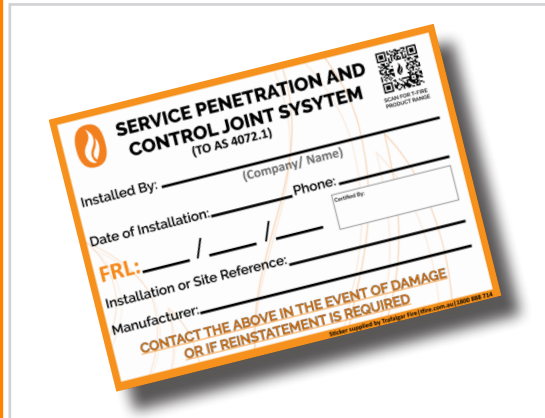 SERVICE PENETRATION AND
CONTROL JOINT SYSYTEM
(TO AS 4072.1)
SCAN FOR T-FIRE
PRODUCT RANGE
Installed By:
(Company/ Name)
Date of Installation: Phone:
Certified By:
FRL: / /
Installation or Site Reference:
Manufacturer:
CONTACT THE ABOVE IN THE EVENT OF DAMAGE
OR IF REINSTATEMENT IS REQUIRED
Sticker supplied by Trafalgar Fire|tfire.com.au|1800 888 714